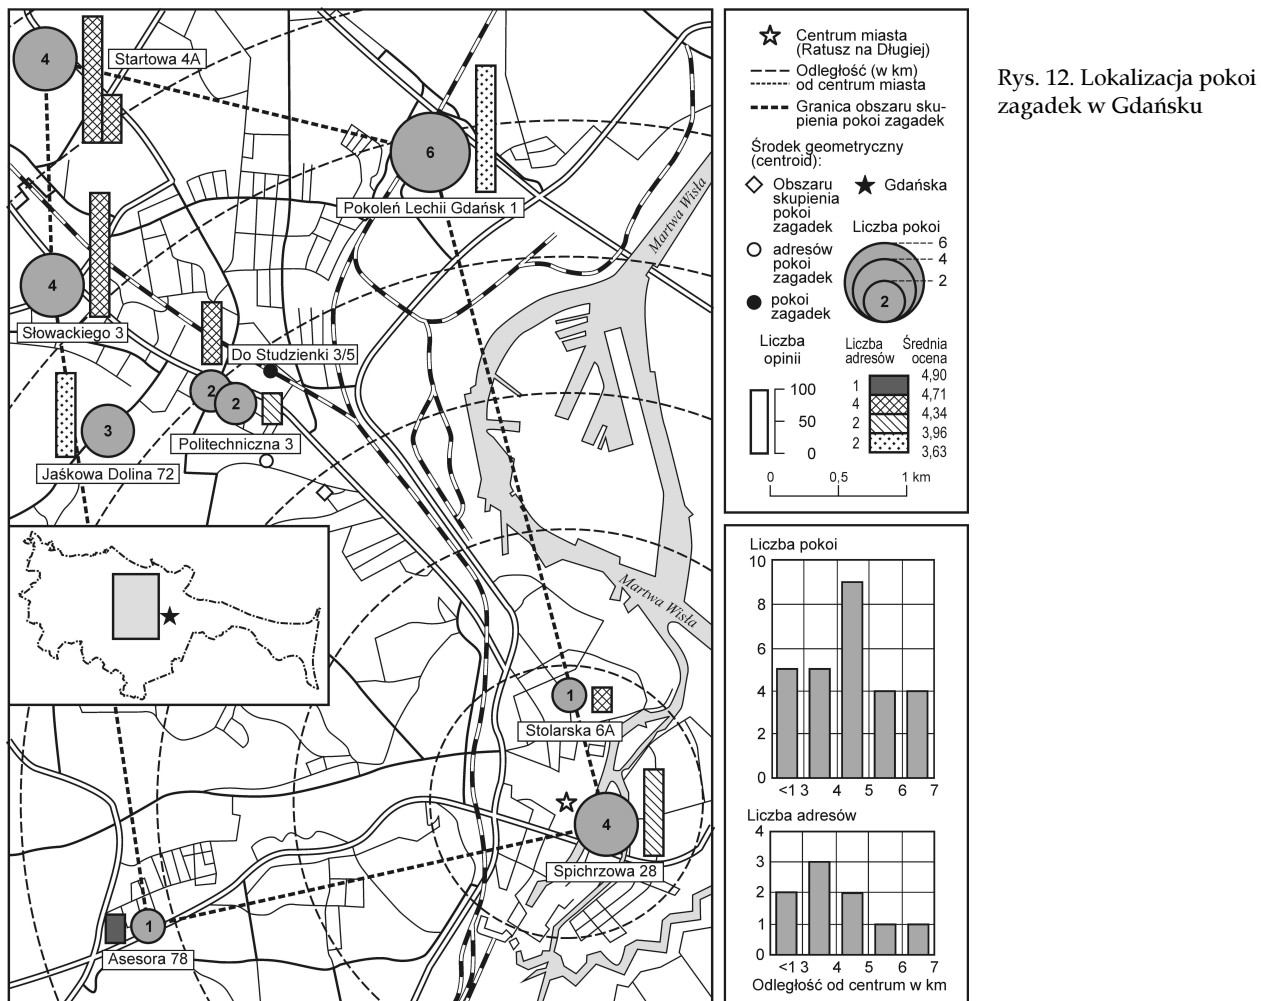 4
Startowa 4A
6
Pokoleń Lechii Gdańsk 1
Martwa Wisła
4
Słowackiego 3
Do Studzienki 3/5
2
2
Politechniczna 3
3
Jaśkowa Dolina 72
Martwa Wisła
1
Stolarska 6A
4
Spichrzowa 28
1
Asesora 78
Centrum miasta
(Ratusz na Długiej)
Odległość (w km)
od centrum miasta
Granica obszaru sku-
pienia pokoi zagadek
Środek geometryczny
(centroid):
Obszaru
skupienia
pokoi
zagadek
Gdańska
adresów
pokoi
zagadek
pokoi
zagadek
Liczba pokoi
6
4
2
2
Liczba
opinii
100
50
0
Liczba
adresów
Średnia
ocena
4,90
1
4,71
4
4,34
2
3,96
2
3,63
0 0,5 1 km
Liczba pokoi
10
8
6
4
2
0
<1 3 4 5 6 7
Liczba adresów
4
3
2
1
0
<1 3 4 5 6 7
Odległość od centrum w km
Rys. 12. Lokalizacja pokoi
zagadek w Gdańsku